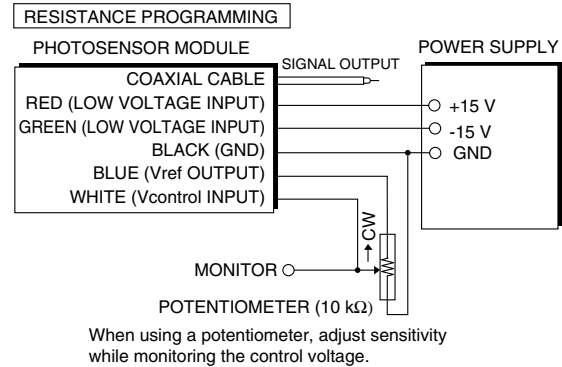 RESISTANCE PROGRAMMING
PHOTOSENSOR MODULE
POWER SUPPLY
SIGNAL OUTPUT
COAXIAL CABLE
RED (LOW VOLTAGE INPUT)
+15 V
GREEN (LOW VOLTAGE INPUT)
-15 V
BLACK (GND)
GND
BLUE (Vref OUTPUT)
WHITE (Vcontrol INPUT)
CW
MONITOR
POTENTIOMETER (10 kΩ)
When using a potentiometer, adjust sensitivity
while monitoring the control voltage.